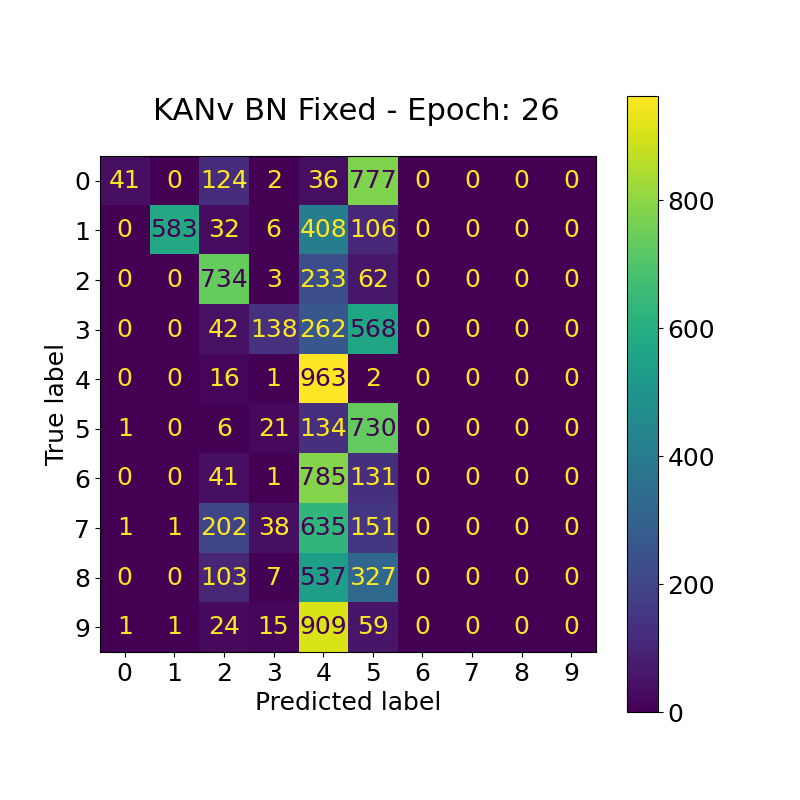 KANv BN Fixed - Epoch: 26
True label
0 41 0 124 2 36 777 0 0 0 0
1 0 583 32 6 408 106 0 0 0 0
2 0 0 734 3 233 62 0 0 0 0
3 0 0 42 138 262 568 0 0 0 0
4 0 0 16 1 963 2 0 0 0 0
5 1 0 6 21 134 730 0 0 0 0
6 0 0 41 1 785 131 0 0 0 0
7 1 1 202 38 635 151 0 0 0 0
8 0 0 103 7 537 327 0 0 0 0
9 1 1 24 15 909 59 0 0 0 0
0 1 2 3 4 5 6 7 8 9
Predicted label
800
600
400
200
0